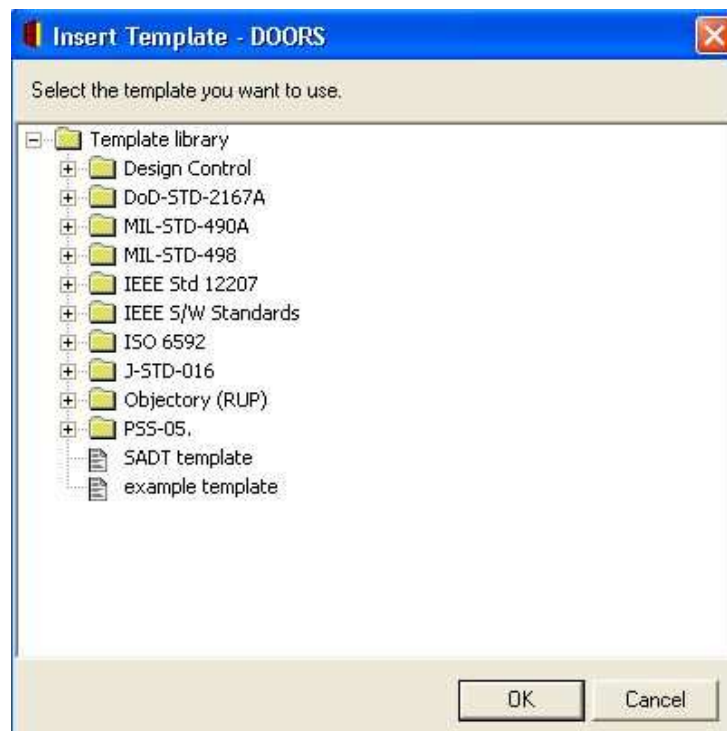 Insert Template - DOORS
Select the template you want to use.
Template library
Design Control
DoD-STD-2167A
MIL-STD-490A
MIL-STD-498
IEEE Std 12207
IEEE S/W Standards
ISO 6592
J-STD-016
Objectory (RUP)
PSS-05.
SADT template
example template
OK Cancel